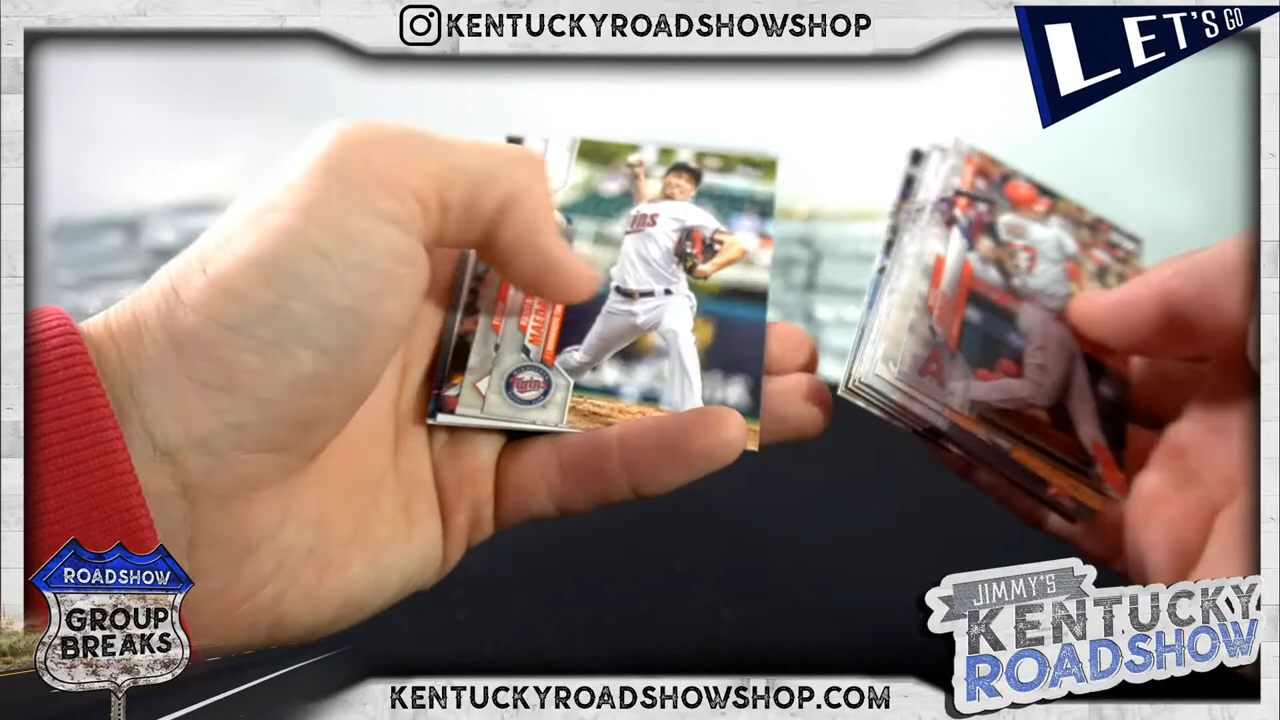 KENTUCKYROADSHOWSHOP
LET'S GO
Twins
ROADSHOW
GROUP
BREAKS
JIMMY'S
KENTUCKY
ROADSHOW
KENTUCKYROADSHOWSHOP.COM